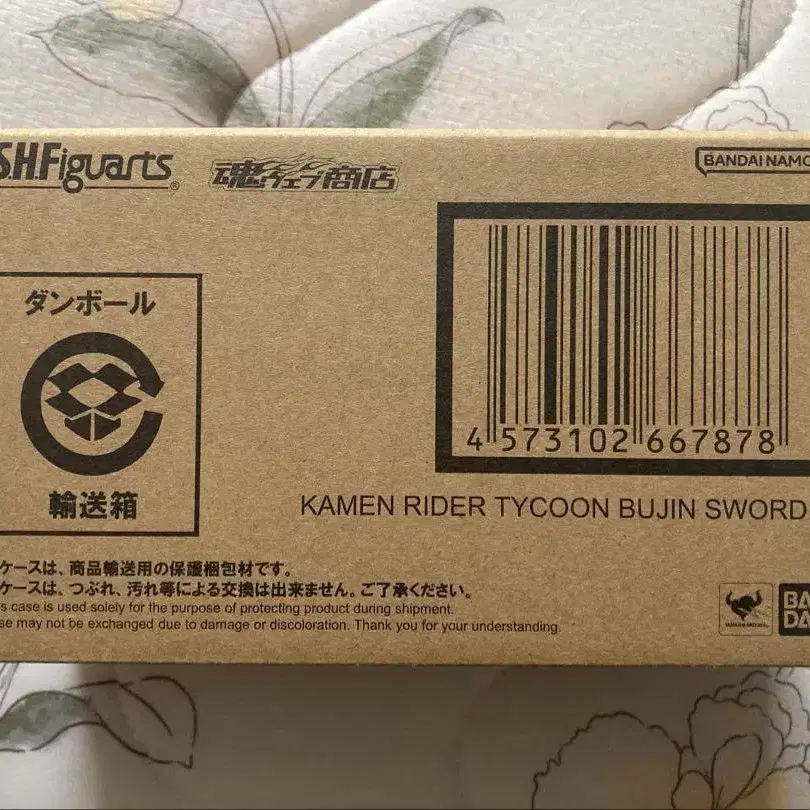 S.H.Figuarts®
魂ウェブ商店
BANDAI NAMCO
ダンボール
4 573102 667878
輸送箱
KAMEN RIDER TYCOON BUJIN SWORD
ケースは、商品輸送用の保護梱包材です。
ケースは、つぶれ、汚れ等による交換は出来ません。ご了承ください。
s case is used solely for the purpose of protecting product during shipment.
se may not be exchanged due to damage or discoloration. Thank you for your understanding.
BAN
DAI